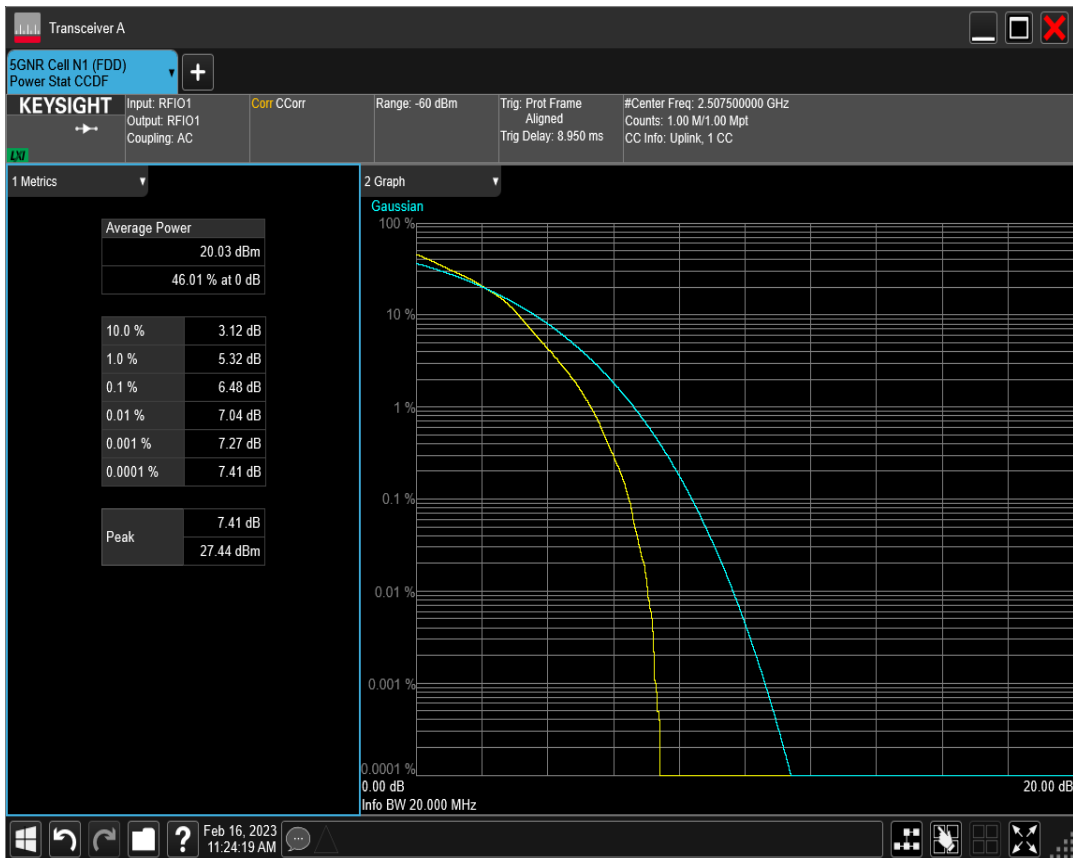 Transceiver A
5GNR Cell N1 (FDD)
Power Stat CCDF
KEYSIGHT
LXI
Input: RFIO1
Output: RFIO1
Coupling: AC
Corr CCorr
Range: -60 dBm
Trig: Prot Frame
Aligned
Trig Delay: 8.950 ms
#Center Freq: 2.507500000 GHz
Counts: 1.00 M/1.00 Mpt
CC Info: Uplink, 1 CC
1 Metrics
Average Power
20.03 dBm
46.01 % at 0 dB
10.0 % 3.12 dB
1.0 % 5.32 dB
0.1 % 6.48 dB
0.01 % 7.04 dB
0.001 % 7.27 dB
0.0001 % 7.41 dB
Peak
7.41 dB
27.44 dBm
2 Graph
Gaussian
100 %
10 %
1 %
0.1 %
0.01 %
0.001 %
0.0001 %
0.00 dB 20.00 dB
Info BW 20.000 MHz
?
Feb 16, 2023
11:24:19 AM